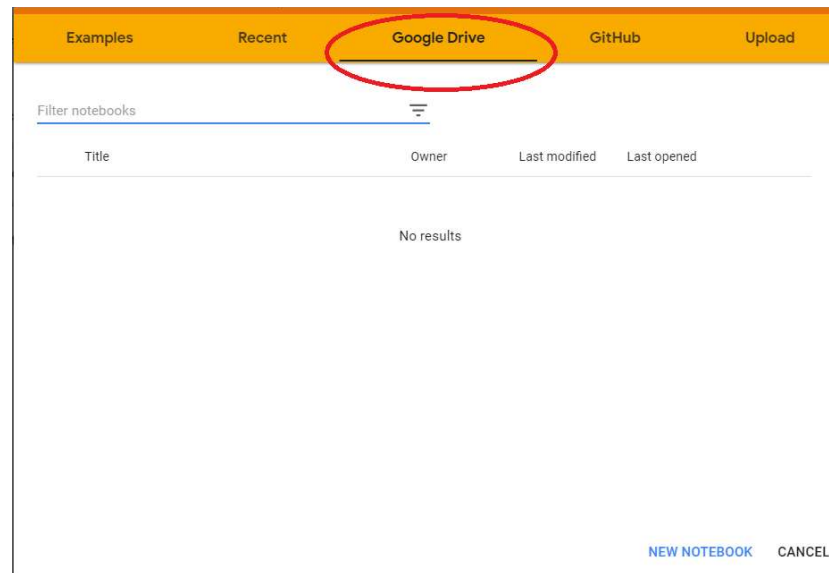 Examples Recent Google Drive GitHub Upload
Filter notebooks
Title Owner Last modified Last opened
No results
NEW NOTEBOOK CANCEL